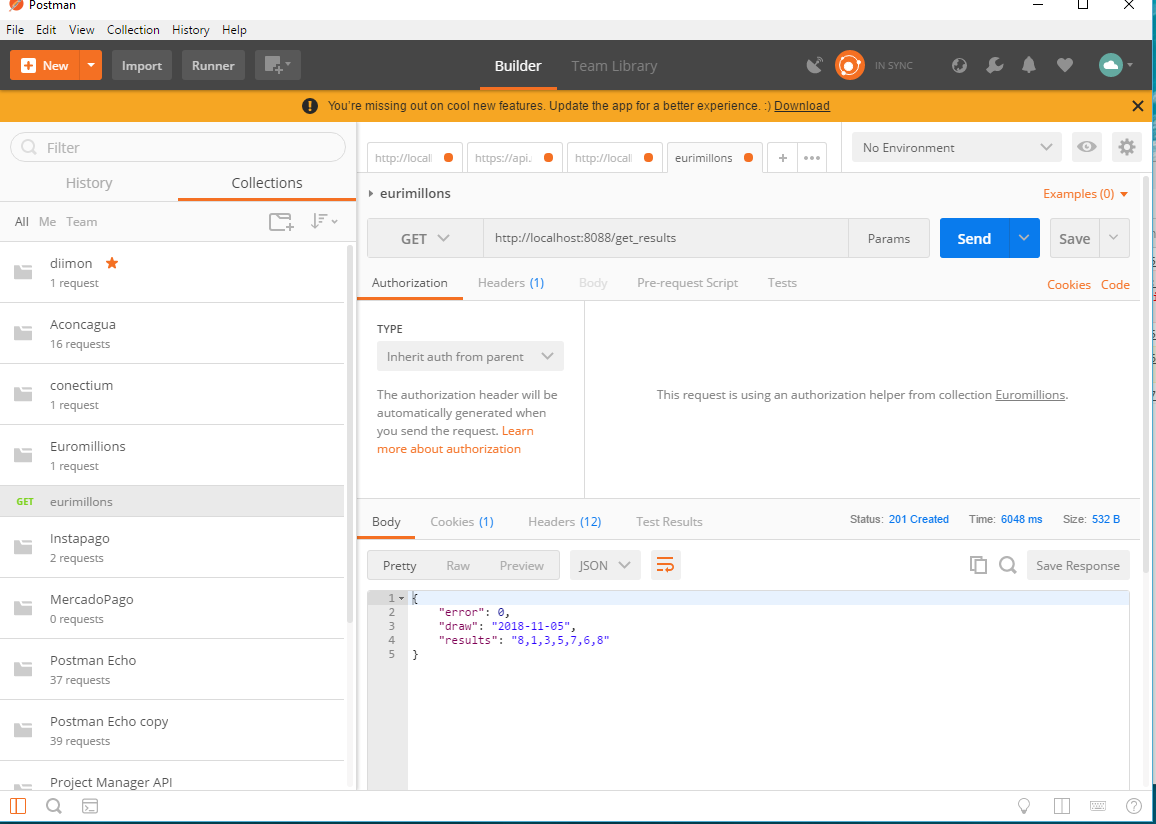 Postman
File Edit View Collection History Help
New Import Runner Builder Team Library IN SYNC
You're missing out on cool new features. Update the app for a better experience. :) Download
Filter
History Collections
All Me Team
diimon
1 request
Aconcagua
16 requests
conectium
1 request
Euromillions
1 request
GET eurimillons
Instapago
2 requests
MercadoPago
0 requests
Postman Echo
37 requests
Postman Echo copy
39 requests
Project Manager API
http://local https://api. http://local eurimillons + ••• No Environment
eurimillons Examples (0)
GET http://localhost:8088/get_results Params Send Save
Authorization Headers (1) Body Pre-request Script Tests Cookies Code
TYPE
Inherit auth from parent
The authorization header will be
automatically generated when
you send the request. Learn
more about authorization
This request is using an authorization helper from collection Euromillions.
Body Cookies (1) Headers (12) Test Results Status: 201 Created Time: 6048 ms Size: 532 B
Pretty Raw Preview JSON Save Response
1 {
2 "error": 0,
3 "draw": "2018-11-05",
4 "results": "8,1,3,5,7,6,8"
5 }